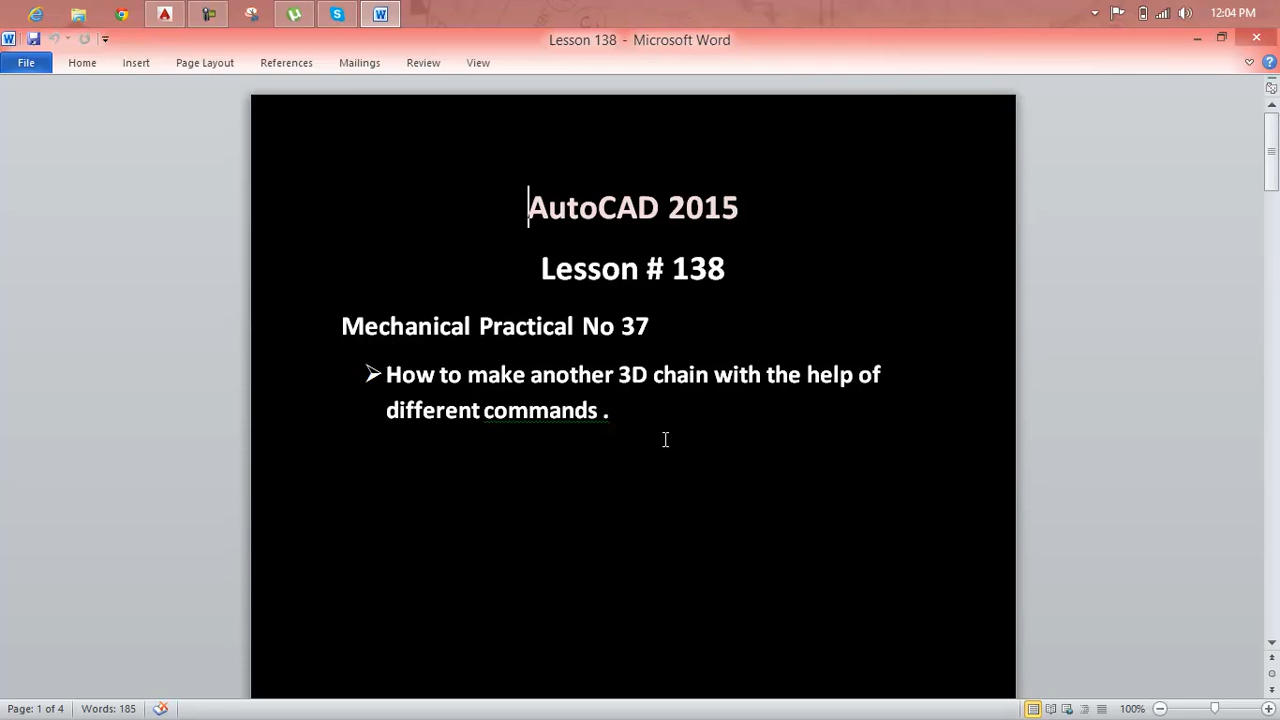 12:04 PM
Lesson 138 - Microsoft Word
File Home Insert Page Layout References Mailings Review View
AutoCAD 2015
Lesson # 138
Mechanical Practical No 37
➢ How to make another 3D chain with the help of
different commands .
Page: 1 of 4 Words: 185 100%